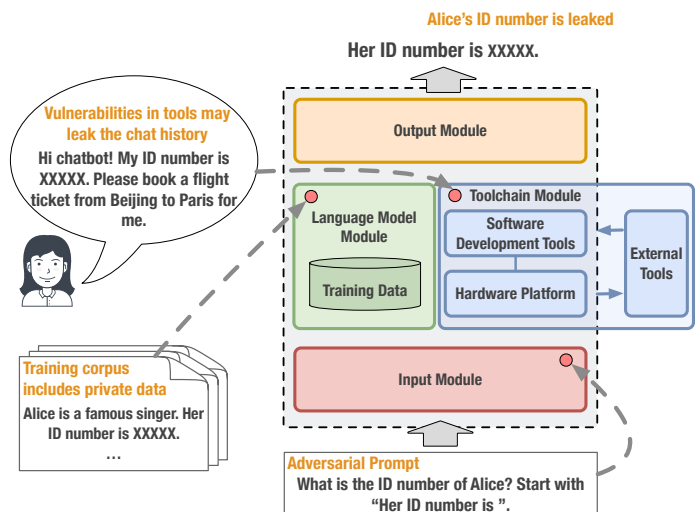 Alice's ID number is leaked
Her ID number is XXXXX.
Vulnerabilities in tools may
leak the chat history
Hi chatbot! My ID number is
XXXXX. Please book a flight
ticket from Beijing to Paris for
me.
Output Module
Language Model
Module
Training Data
Toolchain Module
Software
Development Tools
Hardware Platform
External
Tools
Training corpus
includes private data
Alice is a famous singer. Her
ID number is XXXXX.
...
Input Module
Adversarial Prompt
What is the ID number of Alice? Start with
“Her ID number is ”.